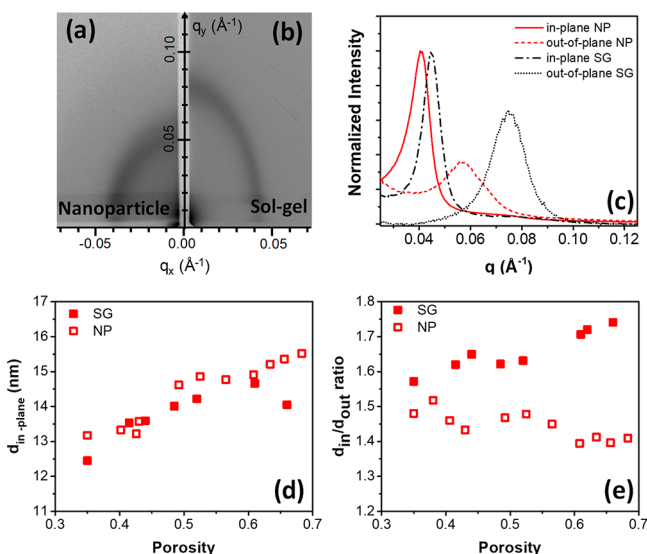 (a)
q_y (Å⁻¹)
(b)
0.10
0.05
Nanoparticle
Sol-gel
-0.05 0.00 0.05
q_x (Å⁻¹)
Normalized Intensity
in-plane NP
out-of-plane NP
in-plane SG
out-of-plane SG
(c)
0.04 0.06 0.08 0.10 0.12
q (Å⁻¹)
17
16
15
14
13
12
11
d_in-plane (nm)
SG
NP
(d)
0.3 0.4 0.5 0.6 0.7
Porosity
1.8
1.7
1.6
1.5
1.4
1.3
1.2
d_in/d_out ratio
SG
NP
(e)
0.3 0.4 0.5 0.6 0.7
Porosity